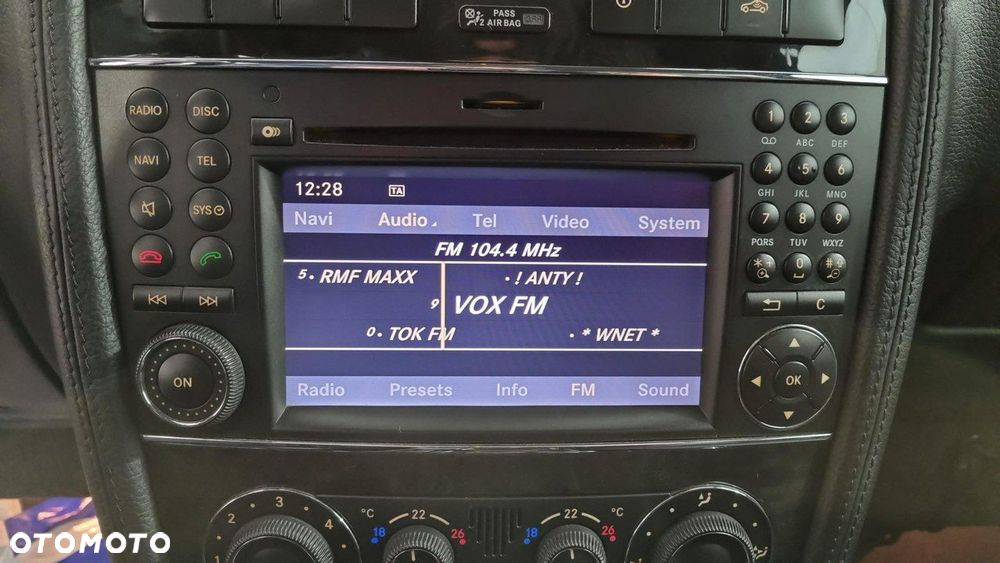 PASS
2 AIR BAG OFF
RADIO DISC
NAVI TEL
SYS
ON
12:28 TA
Navi Audio Tel Video System
FM 104.4 MHz
5• RMF MAXX • ! ANTY !
9 VOX FM
0• TOK FM • * WNET *
Radio Presets Info FM Sound
1 2 3
ABC DEF
4 5 6
GHI JKL MNO
7 8 9
PQRS TUV WXYZ
*+ 0 #
C
OK
2 3 4
18 22 26 °C
18 22 26 °C
OTOMOTO